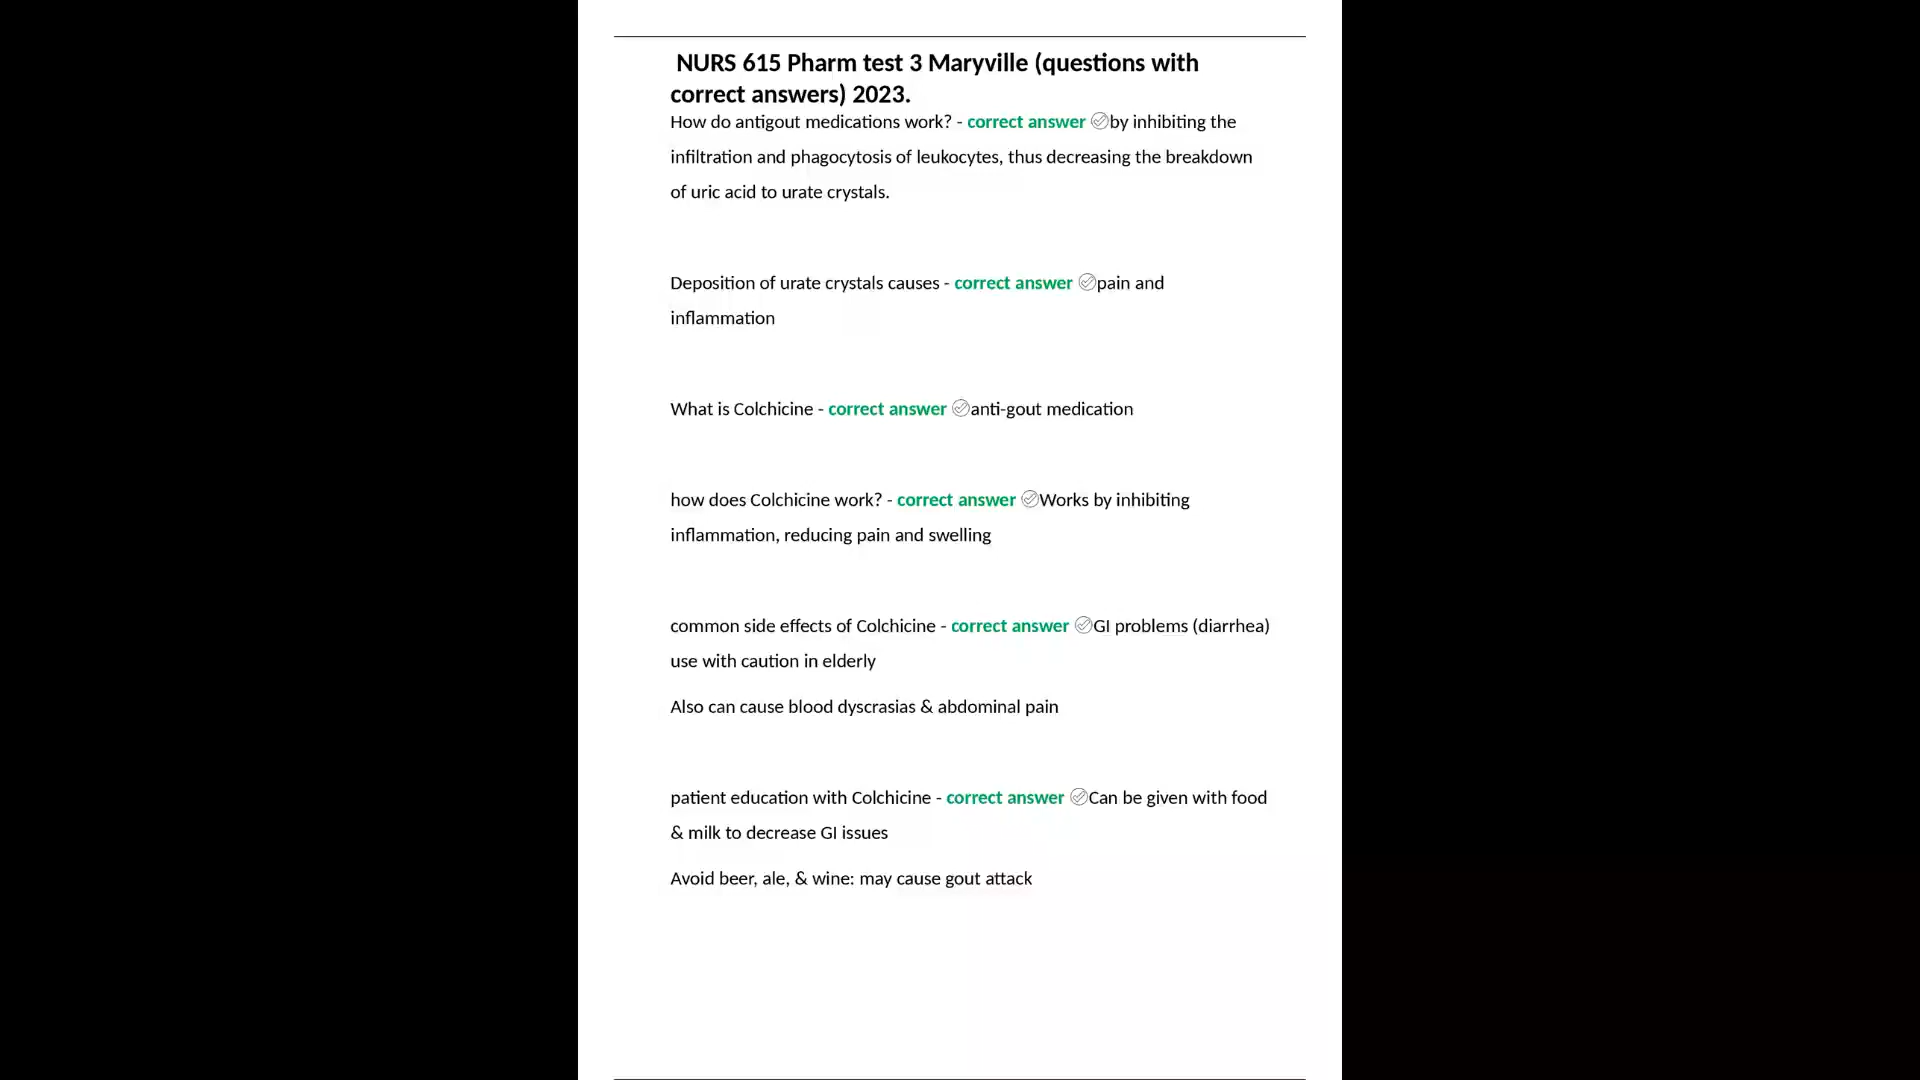 NURS 615 Pharm test 3 Maryville (questions with
correct answers) 2023.
How do antigout medications work? - correct answer by inhibiting the
infiltration and phagocytosis of leukocytes, thus decreasing the breakdown
of uric acid to urate crystals.
Deposition of urate crystals causes - correct answer pain and
inflammation
What is Colchicine - correct answer anti-gout medication
how does Colchicine work? - correct answer Works by inhibiting
inflammation, reducing pain and swelling
common side effects of Colchicine - correct answer GI problems (diarrhea)
use with caution in elderly
Also can cause blood dyscrasias & abdominal pain
patient education with Colchicine - correct answer Can be given with food
& milk to decrease GI issues
Avoid beer, ale, & wine: may cause gout attack